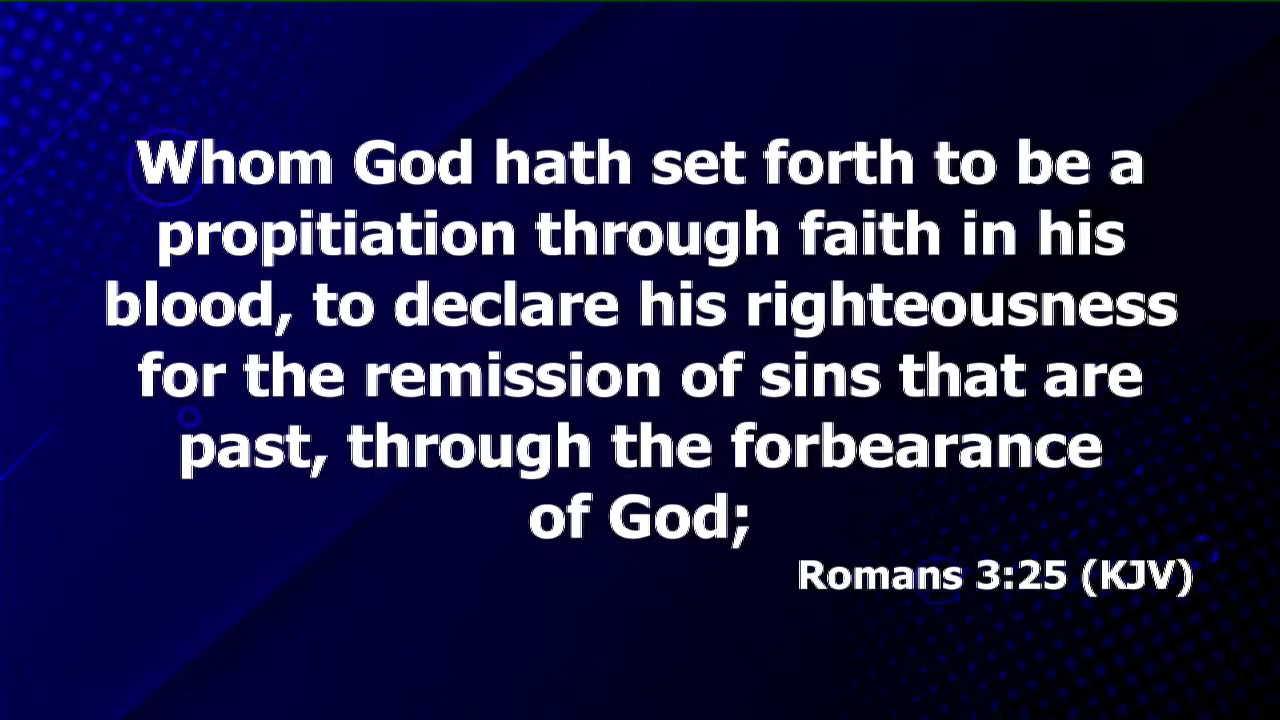 Whom God hath set forth to be a
propitiation through faith in his
blood, to declare his righteousness
for the remission of sins that are
past, through the forbearance
of God;
Romans 3:25 (KJV)